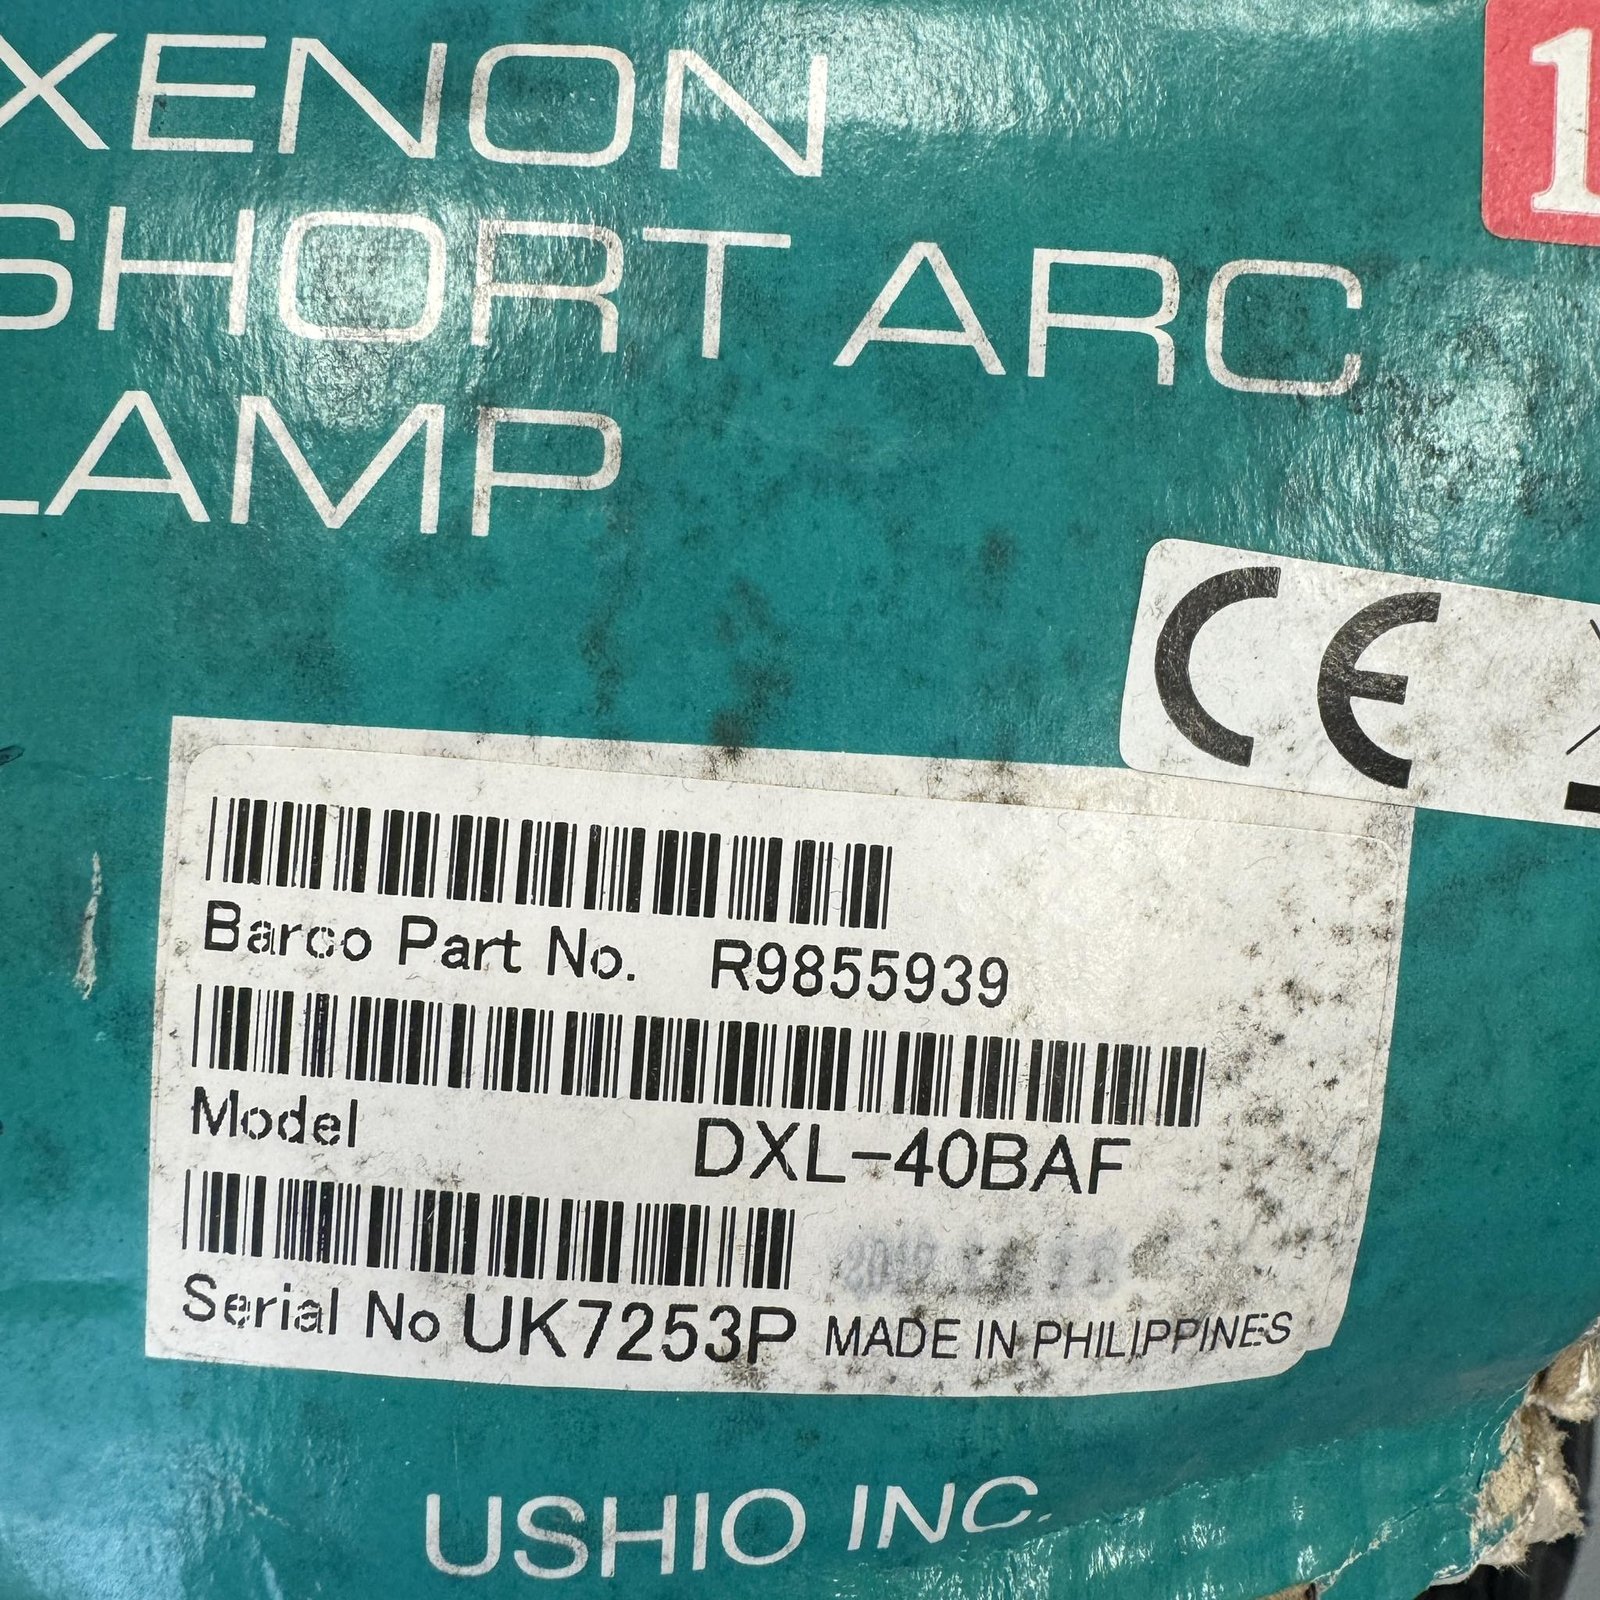 XENON
SHORT ARC
LAMP
1
CE
Barco Part No. R9855939
Model DXL-40BAF
Serial No UK7253P MADE IN PHILIPPINES
USHIO INC.